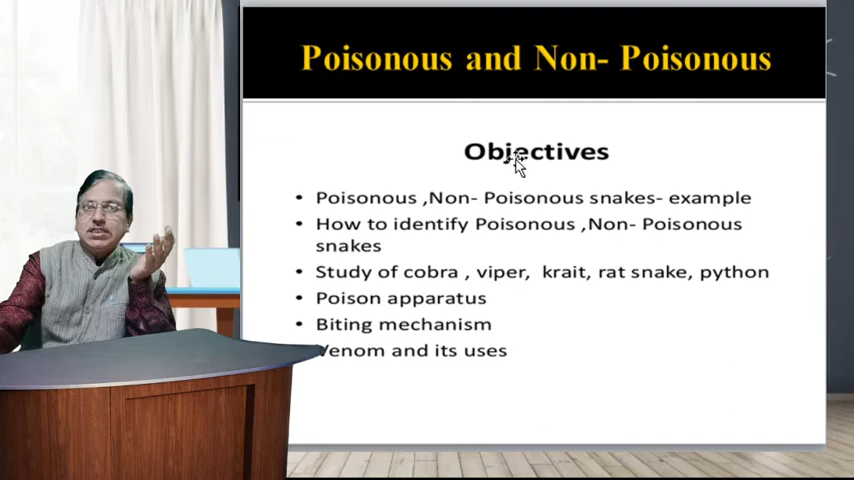 Poisonous and Non- Poisonous
Objectives
• Poisonous ,Non- Poisonous snakes- example
• How to identify Poisonous ,Non- Poisonous
snakes
• Study of cobra , viper, krait, rat snake, python
• Poison apparatus
• Biting mechanism
Venom and its uses